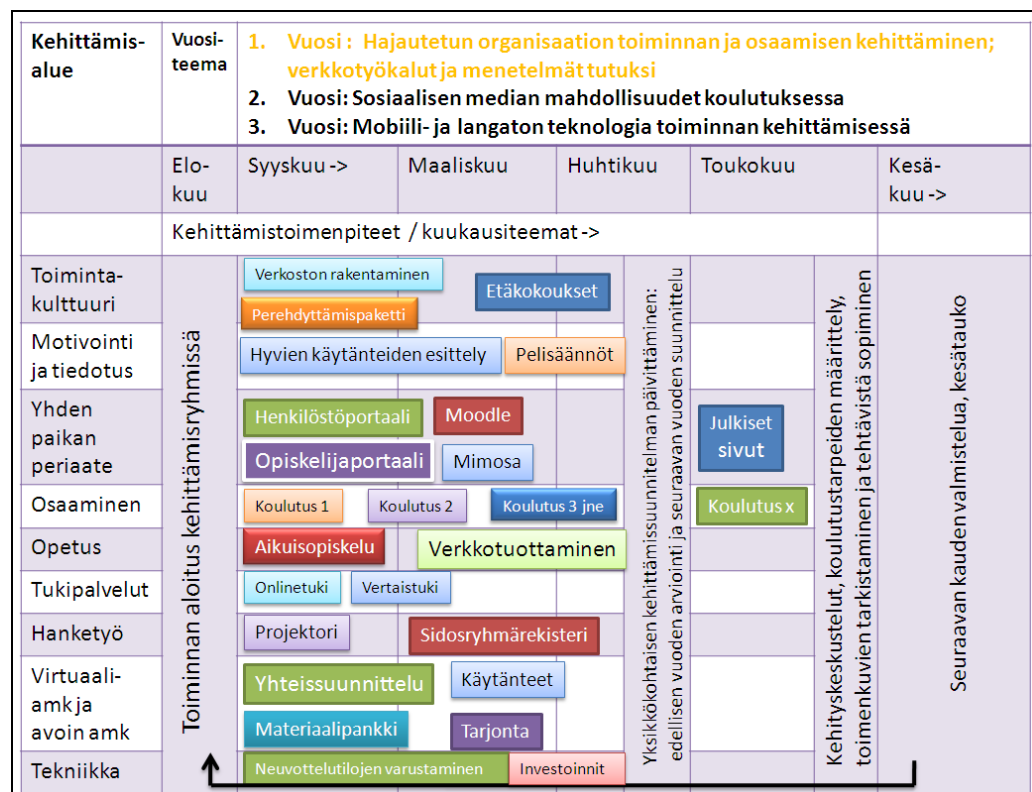 Kehittämis-
alue
Vuosi-
teema
1. Vuosi : Hajautetun organisaation toiminnan ja osaamisen kehittäminen;
verkkotyökalut ja menetelmät tutuksi
2. Vuosi: Sosiaalisen median mahdollisuudet koulutuksessa
3. Vuosi: Mobiili- ja langaton teknologia toiminnan kehittämisessä
Elo-
kuu
Syyskuu ->
Maaliskuu
Huhtikuu
Toukokuu
Kesä-
kuu ->
Kehittämistoimenpiteet / kuukausiteemat ->
Toiminta-
kulttuuri
Verkoston rakentaminen
Etäkokoukset
Perehdyttämispaketti
Motivointi
ja tiedotus
Hyvien käytänteiden esittely
Pelisäännöt
Yhden
paikan
periaate
Henkilöstöportaali
Moodle
Julkiset
sivut
Opiskelijaportaali
Mimosa
Osaaminen
Koulutus 1
Koulutus 2
Koulutus 3 jne
Koulutus x
Opetus
Aikuisopiskelu
Verkkotuottaminen
Tukipalvelut
Onlinetuki
Vertaistuki
Hanketyö
Projektori
Sidosryhmärekisteri
Virtuaali-
amk ja
avoin amk
Yhteissuunnittelu
Käytänteet
Materiaalipankki
Tarjonta
Tekniikka
Neuvottelutilojen varustaminen
Investoinnit
Toiminnan aloitus kehittämisryhmissä
Yksikkökohtaisen kehittämissuunnitelman päivittäminen:
edellisen vuoden arviointi ja seuraavan vuoden suunnittelu
Kehityskeskustelut, koulutustarpeiden määrittely,
toimenkuvien tarkistaminen ja tehtävistä sopiminen
Seuraavan kauden valmistelua, kesätauko